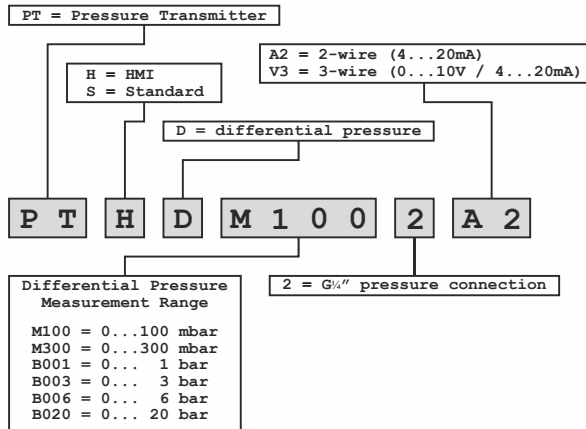 PT = Pressure Transmitter
A2 = 2-wire (4...20mA)
V3 = 3-wire (0...10V / 4...20mA)
H = HMI
S = Standard
D = differential pressure
P T H D M 1 0 0 2 A 2
Differential Pressure
Measurement Range
M100 = 0...100 mbar
M300 = 0...300 mbar
B001 = 0... 1 bar
B003 = 0... 3 bar
B006 = 0... 6 bar
B020 = 0... 20 bar
2 = G¼" pressure connection